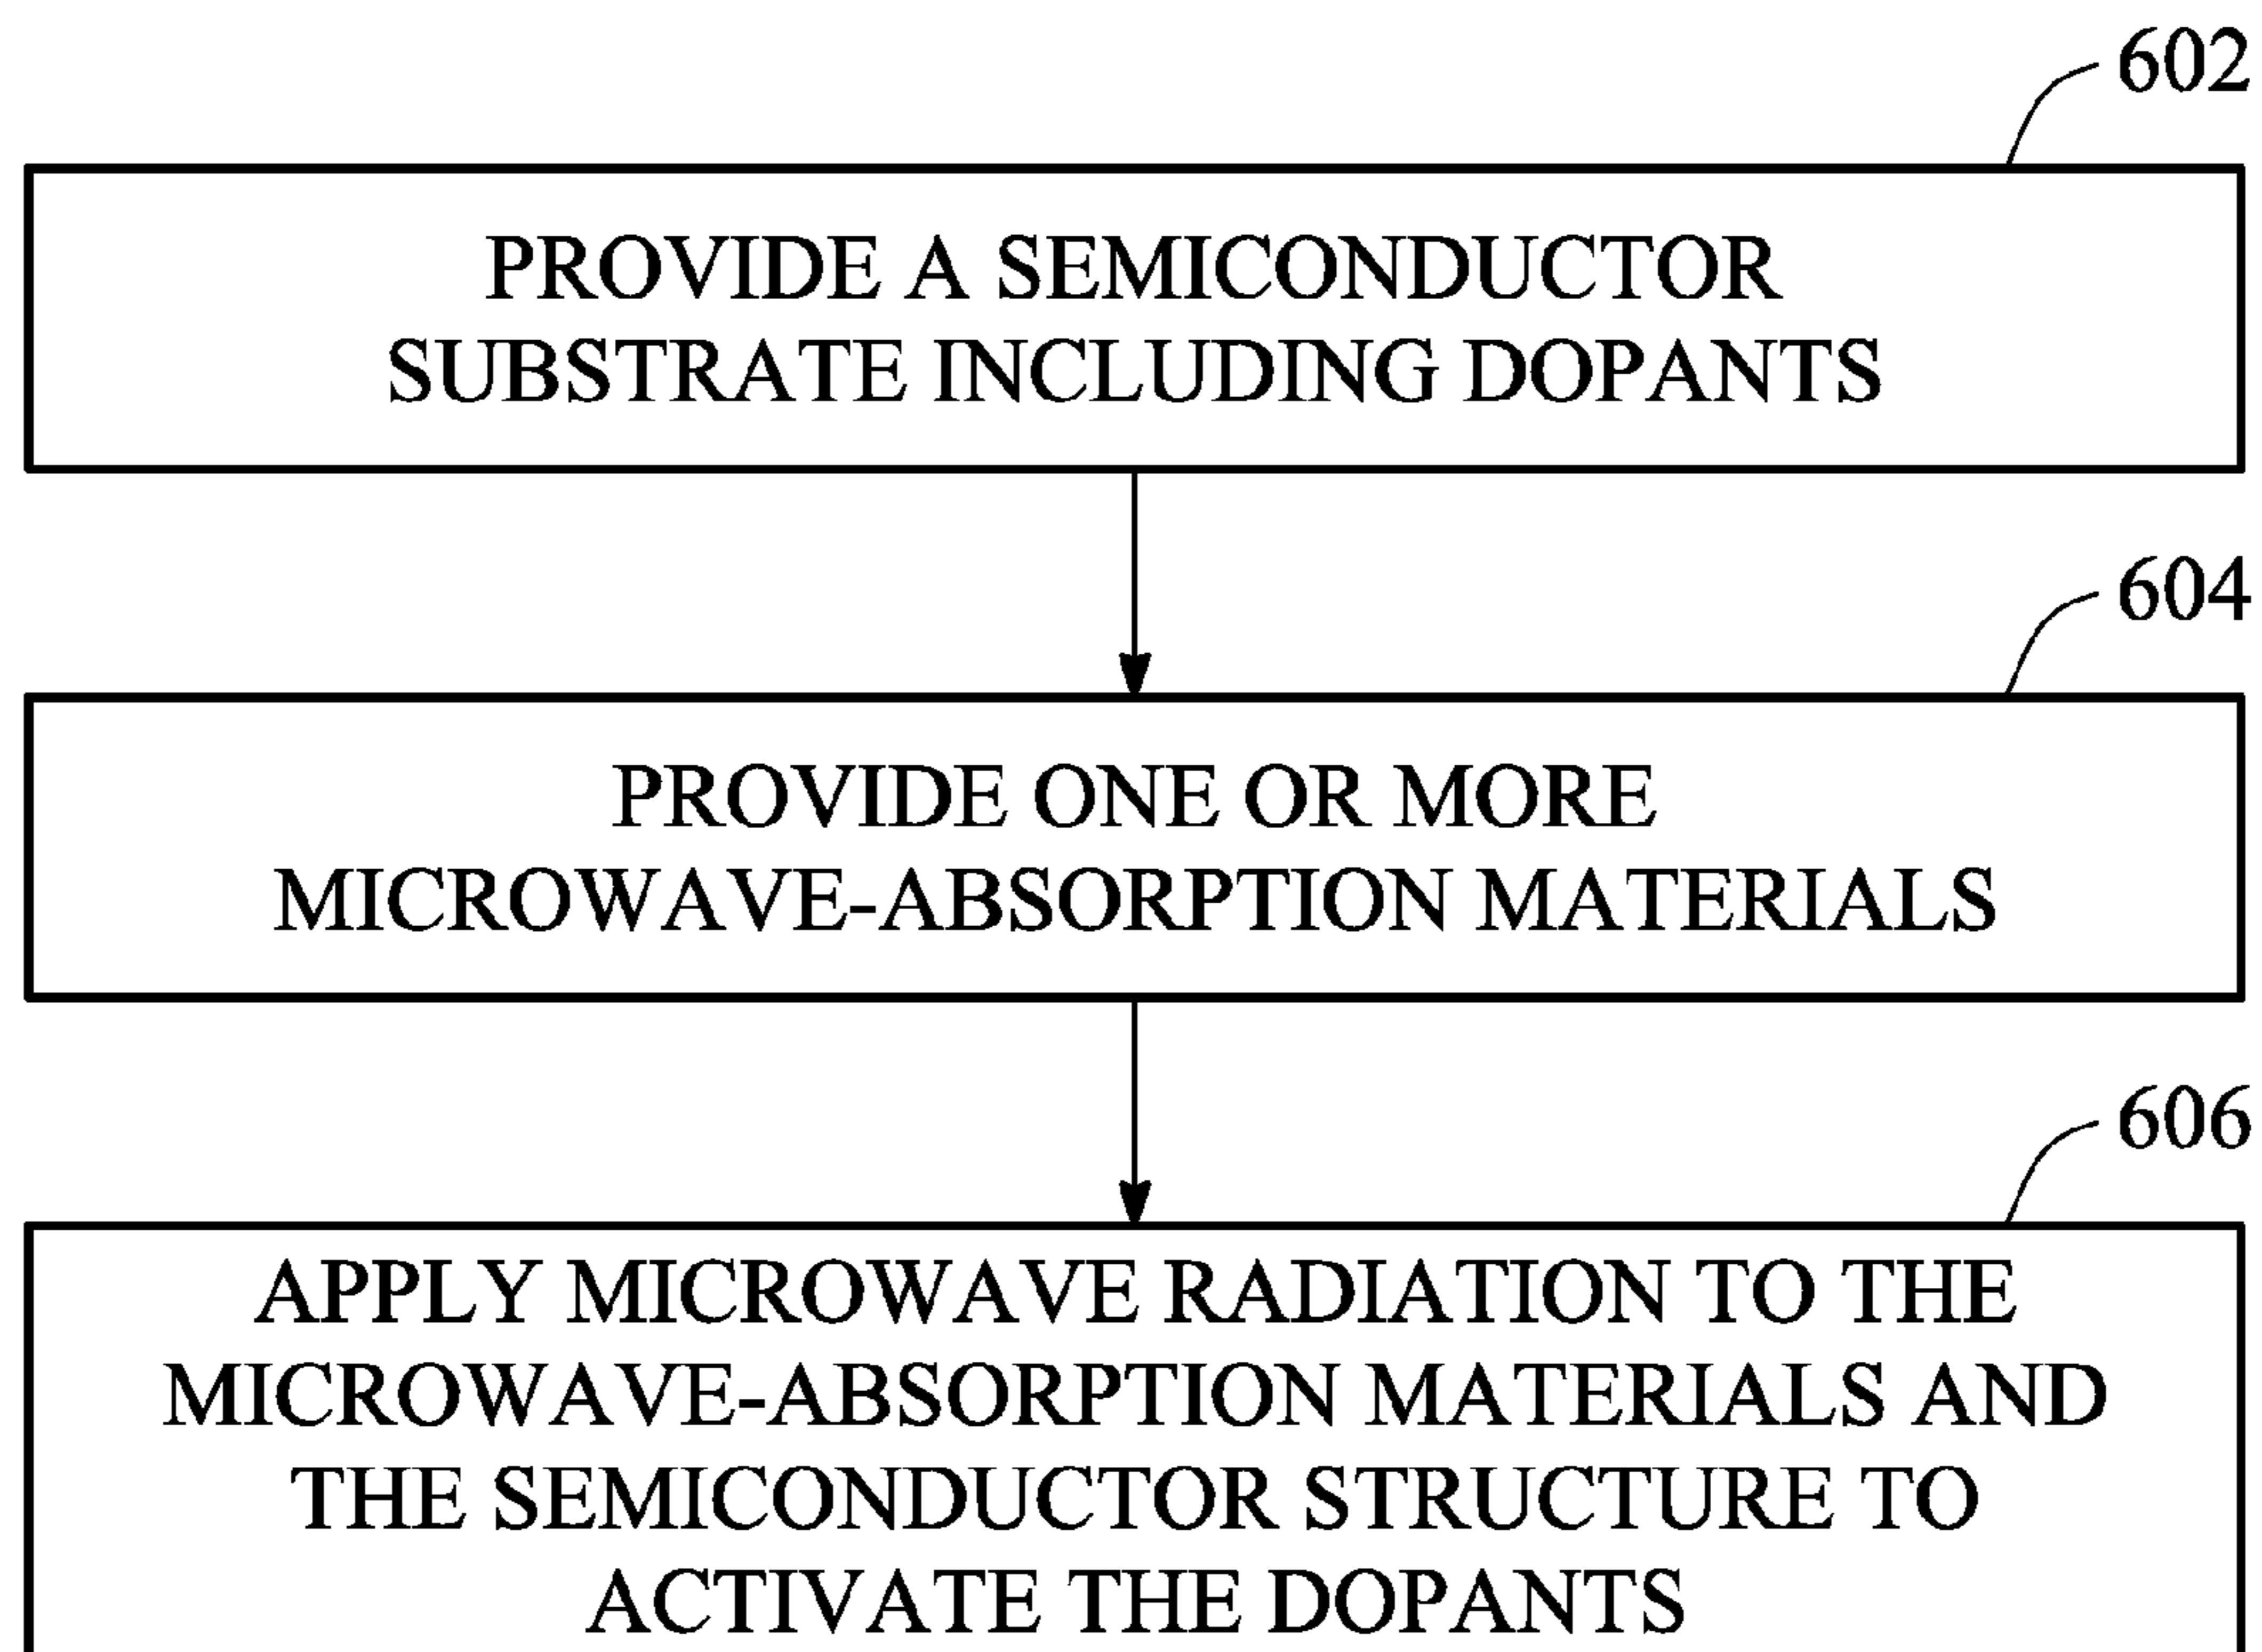 602
PROVIDE A SEMICONDUCTOR
SUBSTRATE INCLUDING DOPANTS
604
PROVIDE ONE OR MORE
MICROWAVE-ABSORPTION MATERIALS
606
APPLY MICROWAVE RADIATION TO THE
MICROWAVE-ABSORPTION MATERIALS AND
THE SEMICONDUCTOR STRUCTURE TO
ACTIVATE THE DOPANTS